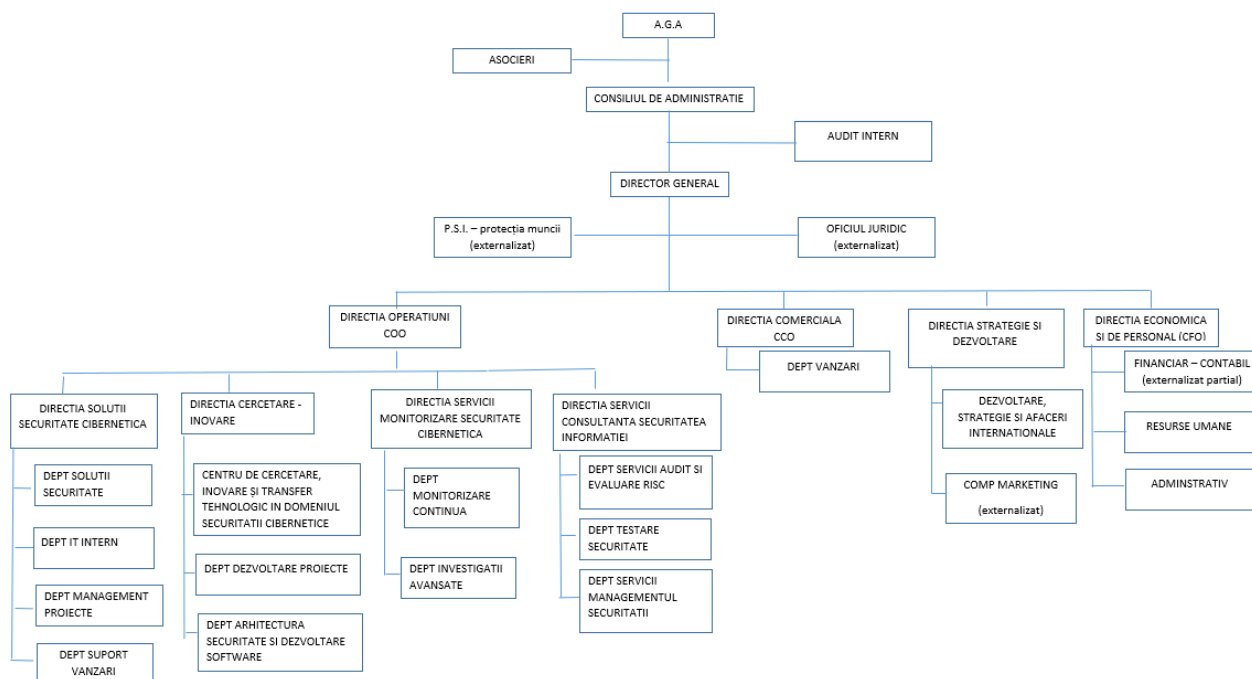 A.G.A
ASOCIERI
CONSILIUL DE ADMINISTRATIE
AUDIT INTERN
DIRECTOR GENERAL
P.S.I. – protecția muncii
(externalizat)
OFICIUL JURIDIC
(externalizat)
DIRECTIA OPERATIUNI
COO
DIRECTIA COMERCIALA
CCO
DIRECTIA STRATEGIE SI
DEZVOLTARE
DIRECTIA ECONOMICA
SI DE PERSONAL (CFO)
DEPT VANZARI
FINANCIAR – CONTABIL
(externalizat partial)
DEZVOLTARE,
STRATEGIE SI AFACERI
INTERNATIONALE
RESURSE UMANE
COMP MARKETING
(externalizat)
ADMINSTRATIV
DIRECTIA SOLUTII
SECURITATE CIBERNETICA
DIRECTIA CERCETARE -
INOVARE
DIRECTIA SERVICII
MONITORIZARE SECURITATE
CIBERNETICA
DIRECTIA SERVICII
CONSULTANTA SECURITATEA
INFORMATIEI
DEPT SOLUTII
SECURITATE
DEPT IT INTERN
DEPT MANAGEMENT
PROIECTE
DEPT SUPORT
VANZARI
CENTRU DE CERCETARE,
INOVARE ȘI TRANSFER
TEHNOLOGIC IN DOMENIUL
SECURITATII CIBERNETICE
DEPT DEZVOLTARE PROIECTE
DEPT ARHITECTURA
SECURITATE SI DEZVOLTARE
SOFTWARE
DEPT
MONITORIZARE
CONTINUA
DEPT INVESTIGATII
AVANSATE
DEPT SERVICII AUDIT SI
EVALUARE RISC
DEPT TESTARE
SECURITATE
DEPT SERVICII
MANAGEMENTUL
SECURITATII